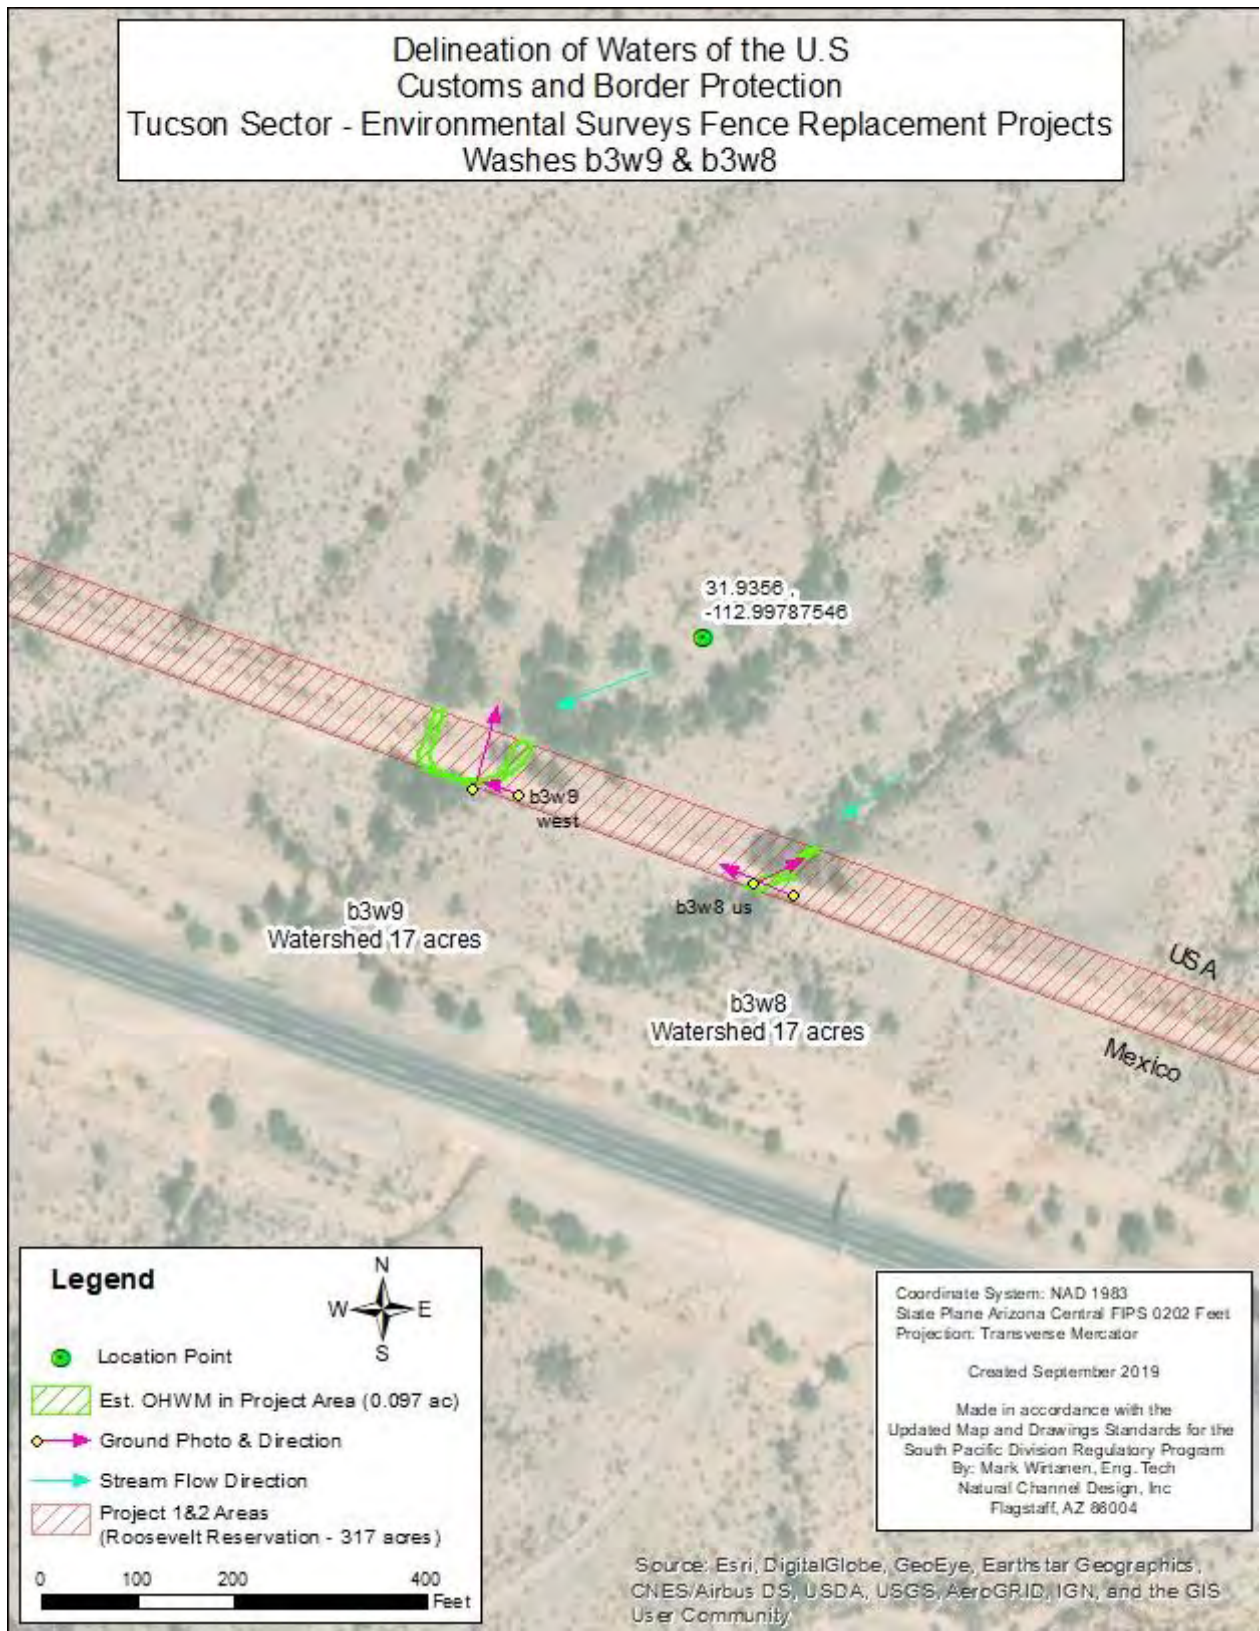 Delineation of Waters of the U.S
Customs and Border Protection
Tucson Sector - Environmental Surveys Fence Replacement Projects
Washes b3w9 & b3w8
31.9356 ,
-112.99787546
b3w9
west
b3w8 us
b3w9
Watershed 17 acres
b3w8
Watershed 17 acres
USA
Mexico
Legend
N
W E
S
Location Point
Est. OHWM in Project Area (0.097 ac)
Ground Photo & Direction
Stream Flow Direction
Project 1&2 Areas
(Roosevelt Reservation - 317 acres)
0 100 200 400
Feet
Coordinate System: NAD 1983
State Plane Arizona Central FIPS 0202 Feet
Projection: Transverse Mercator
Created September 2019
Made in accordance with the
Updated Map and Drawings Standards for the
South Pacific Division Regulatory Program
By: Mark Wirtanen, Eng. Tech
Natural Channel Design, Inc
Flagstaff, AZ 86004
Source: Esri, DigitalGlobe, GeoEye, Earthstar Geographics,
CNES/Airbus DS, USDA, USGS, AeroGRID, IGN, and the GIS
User Community